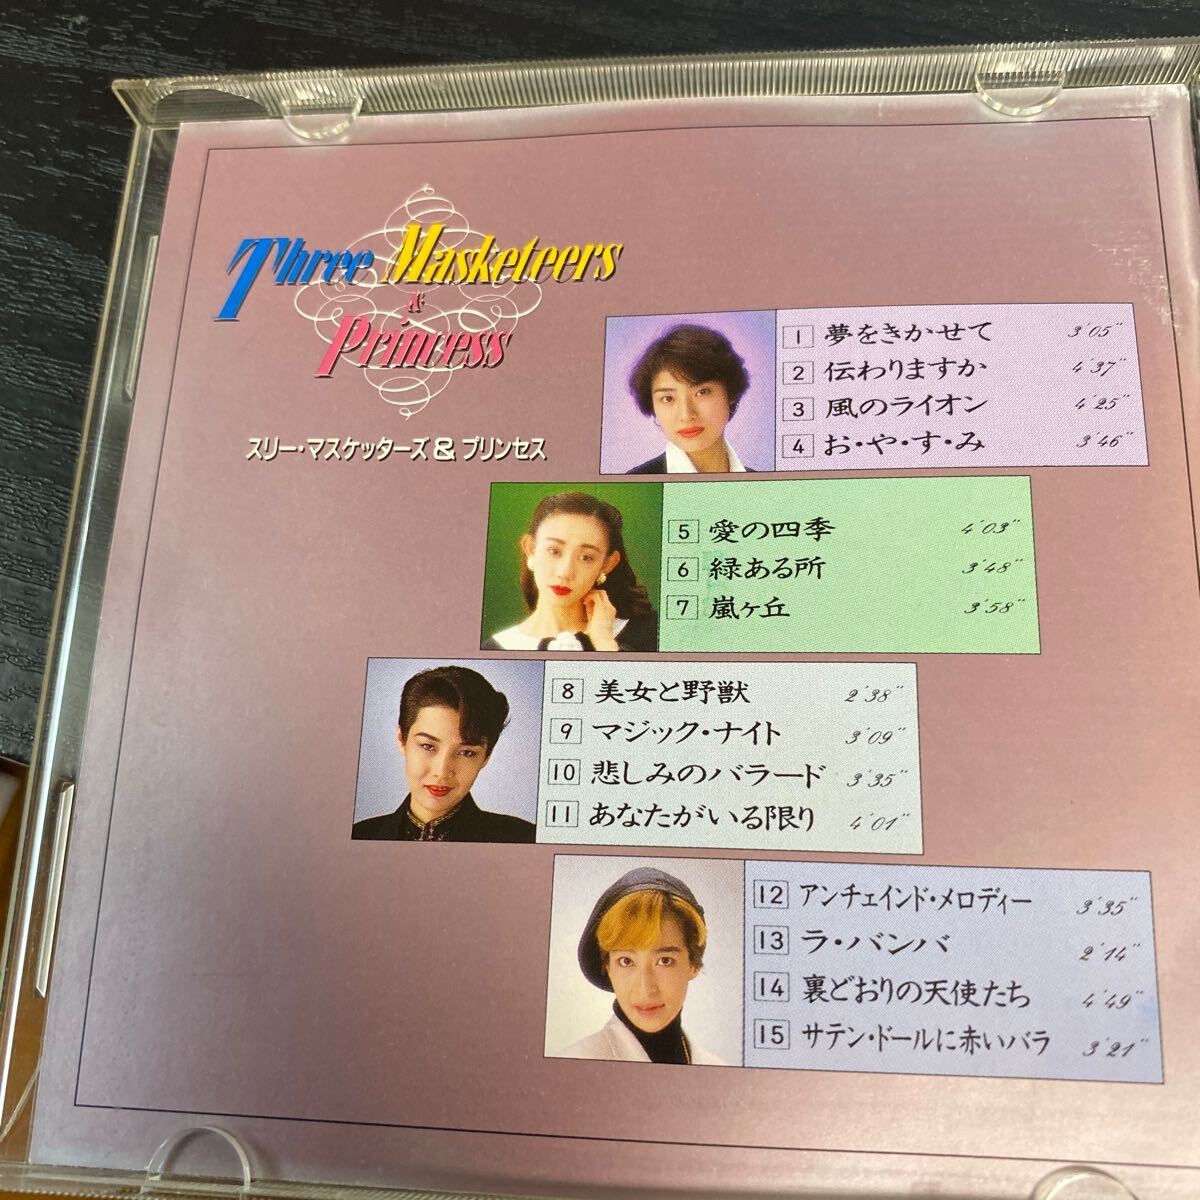 Three Masketeers
&
Princess
スリー・マスケッターズ&プリンセス
1 夢をきかせて 3'05"
2 伝わりますか 4'37"
3 風のライオン 4'25"
4 お・や・す・み 3'46"
5 愛の四季 4'03"
6 緑ある所 3'48"
7 嵐ヶ丘 3'58"
8 美女と野獣 2'38"
9 マジック・ナイト 3'09"
10 悲しみのバラード 3'35"
11 あなたがいる限り 4'01"
12 アンチェインド・メロディー 3'35"
13 ラ・バンバ 2'14"
14 裏どおりの天使たち 4'49"
15 サテン・ドールに赤いバラ 3'21"